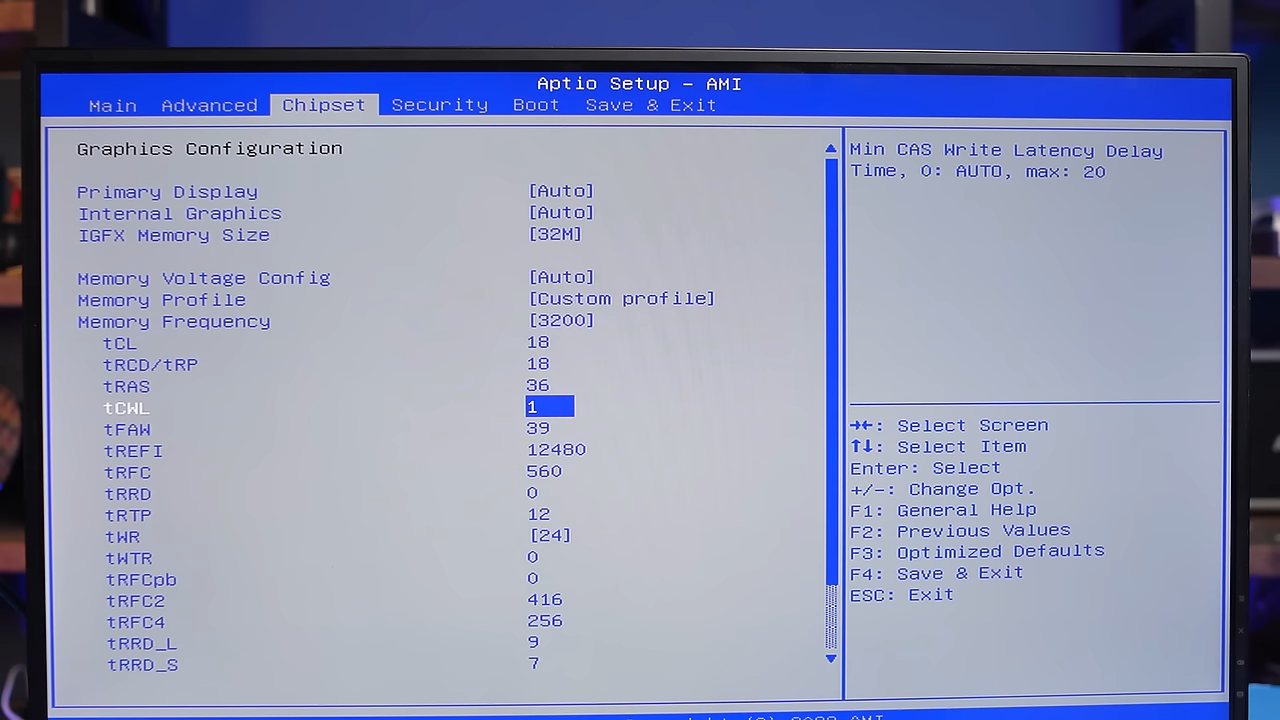 Aptio Setup - AMI
Main Advanced Chipset Security Boot Save & Exit
Graphics Configuration
Primary Display [Auto]
Internal Graphics [Auto]
IGFX Memory Size [32M]
Memory Voltage Config [Auto]
Memory Profile [Custom profile]
Memory Frequency [3200]
tCL 18
tRCD/tRP 18
tRAS 36
tCWL 1
tFAW 39
tREFI 12480
tRFC 560
tRRD 0
tRTP 12
tWR [24]
tWTR 0
tRFCpb 0
tRFC2 416
tRFC4 256
tRRD_L 9
tRRD_S 7
Min CAS Write Latency Delay
Time, 0: AUTO, max: 20
→←: Select Screen
↑↓: Select Item
Enter: Select
+/-: Change Opt.
F1: General Help
F2: Previous Values
F3: Optimized Defaults
F4: Save & Exit
ESC: Exit
AMI